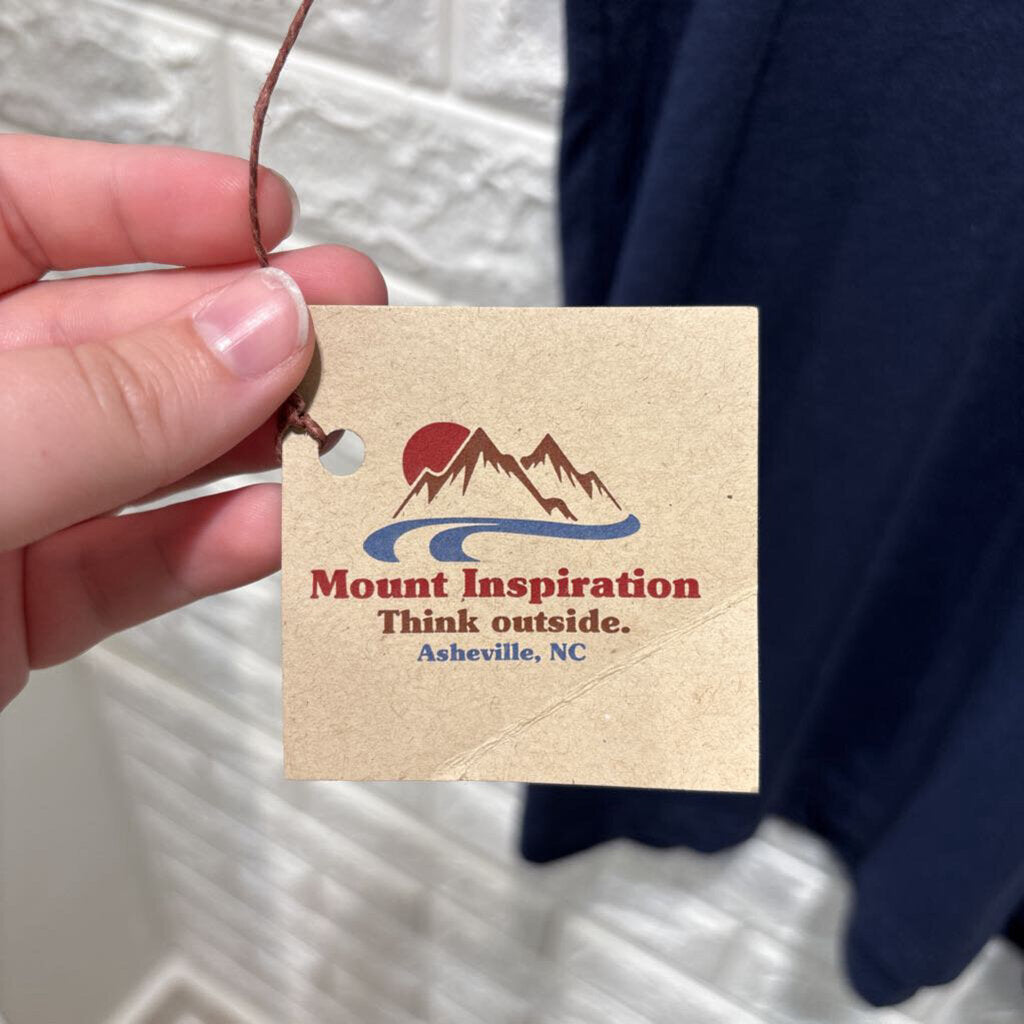 Mount Inspiration
Think outside.
Asheville, NC